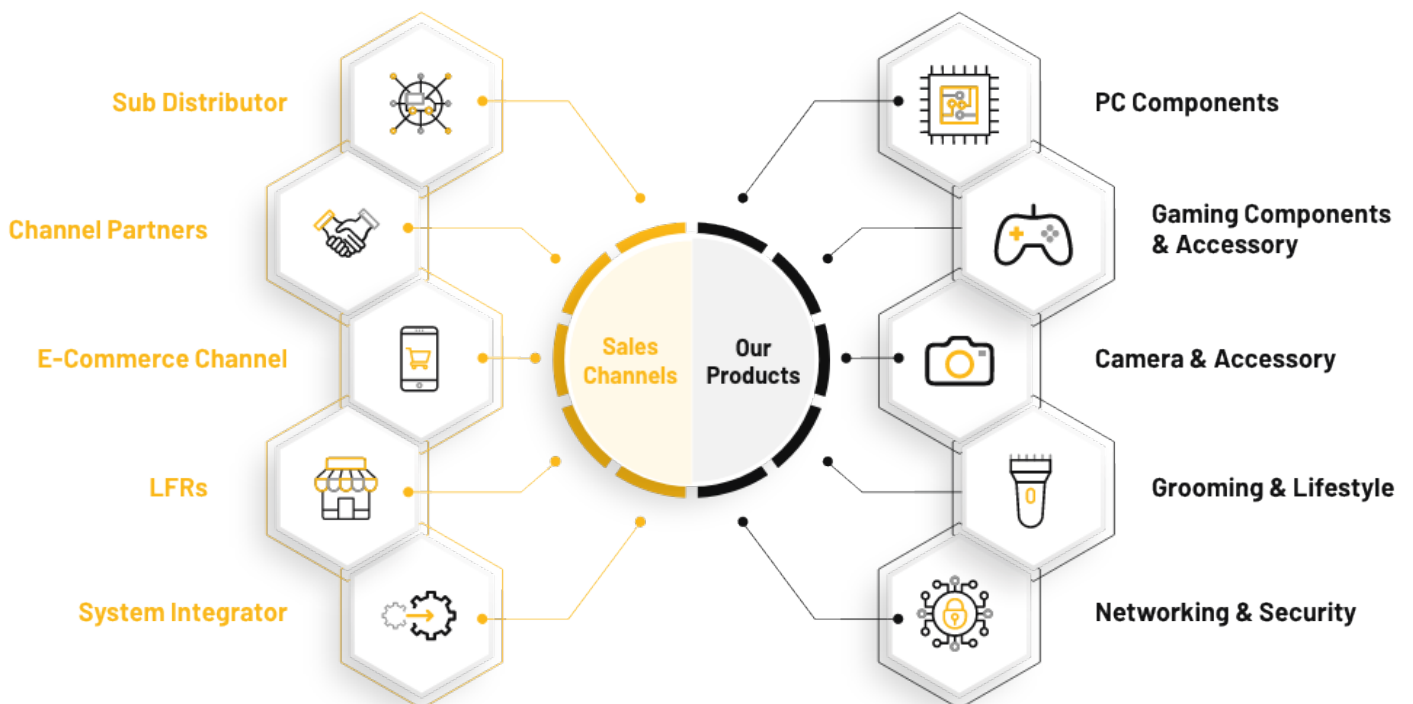 Sub Distributor
Channel Partners
E-Commerce Channel
LFRs
System Integrator
Sales
Channels
Our
Products
PC Components
Gaming Components
& Accessory
Camera & Accessory
Grooming & Lifestyle
Networking & Security